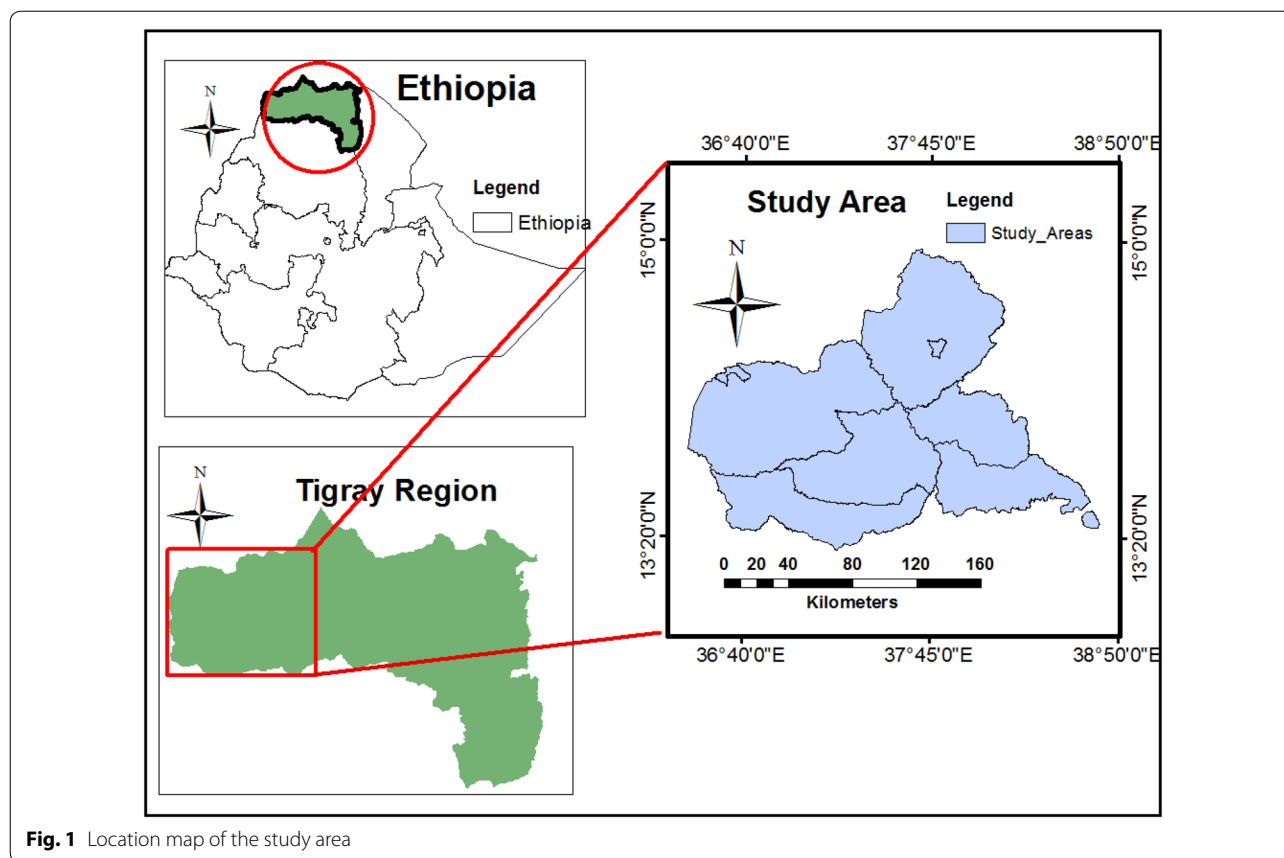 Ethiopia
N
Legend
Ethiopia
Tigray Region
N
36°40'0"E 37°45'0"E 38°50'0"E
Study Area
Legend
Study_Areas
N
15°0'0"N
15°0'0"N
13°20'0"N
13°20'0"N
0 20 40 80 120 160
Kilometers
36°40'0"E 37°45'0"E 38°50'0"E
Fig. 1 Location map of the study area